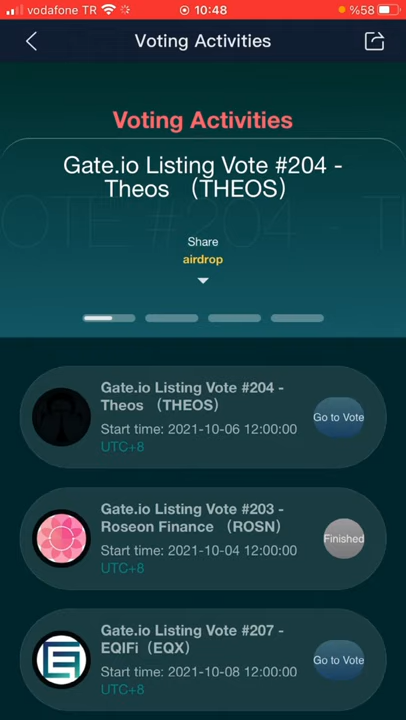 vodafone TR
10:48
%58
Voting Activities
Voting Activities
Gate.io Listing Vote #204 -
Theos （THEOS）
Share
airdrop
Gate.io Listing Vote #204 -
Theos （THEOS）
Start time: 2021-10-06 12:00:00
UTC+8
Go to Vote
Gate.io Listing Vote #203 -
Roseon Finance （ROSN）
Start time: 2021-10-04 12:00:00
UTC+8
Finished
Gate.io Listing Vote #207 -
EQIFi（EQX）
Start time: 2021-10-08 12:00:00
UTC+8
Go to Vote